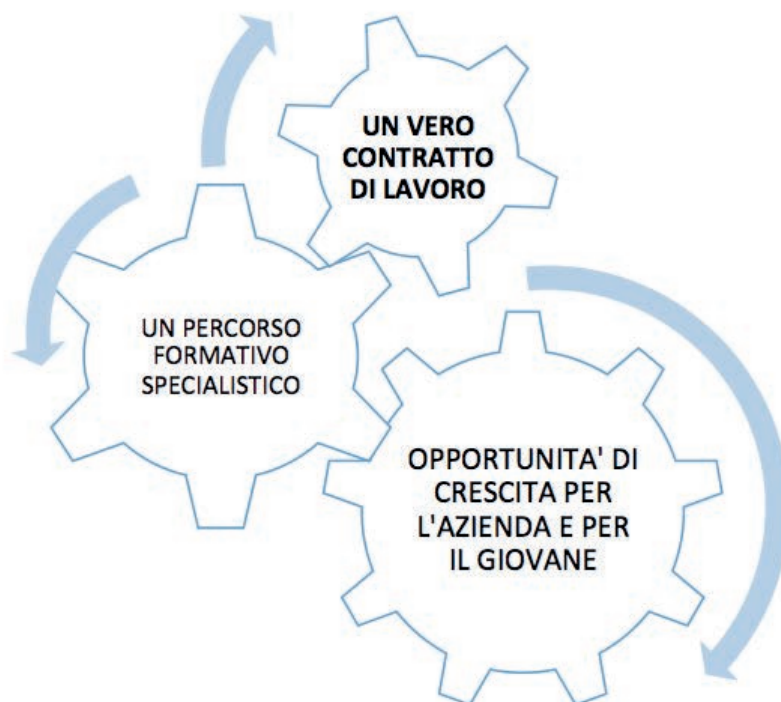 UN VERO
CONTRATTO
DI LAVORO
UN PERCORSO
FORMATIVO
SPECIALISTICO
OPPORTUNITA' DI
CRESCITA PER
L'AZIENDA E PER
IL GIOVANE